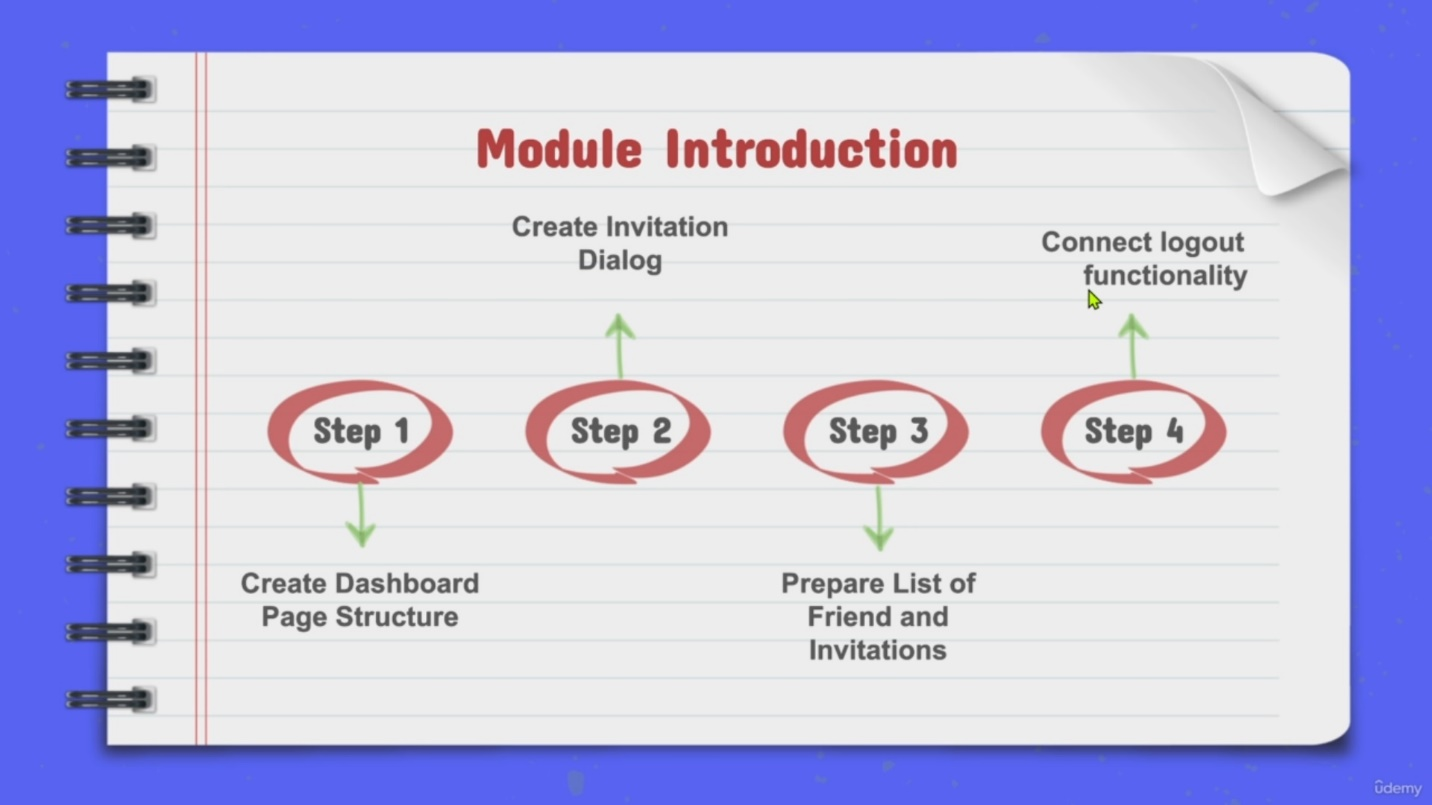 Module Introduction
Create Invitation
Dialog
Connect logout
functionality
Step 1
Step 2
Step 3
Step 4
Create Dashboard
Page Structure
Prepare List of
Friend and
Invitations
ûdemy